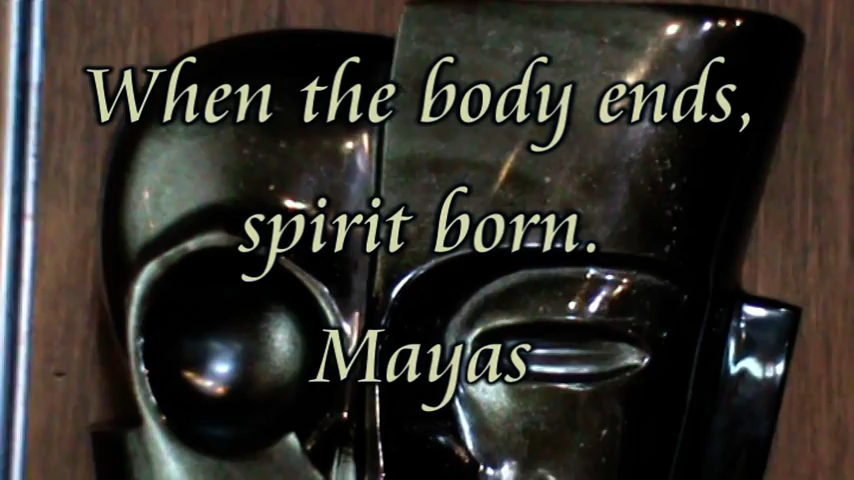 When the body ends,
spirit born.
Mayas